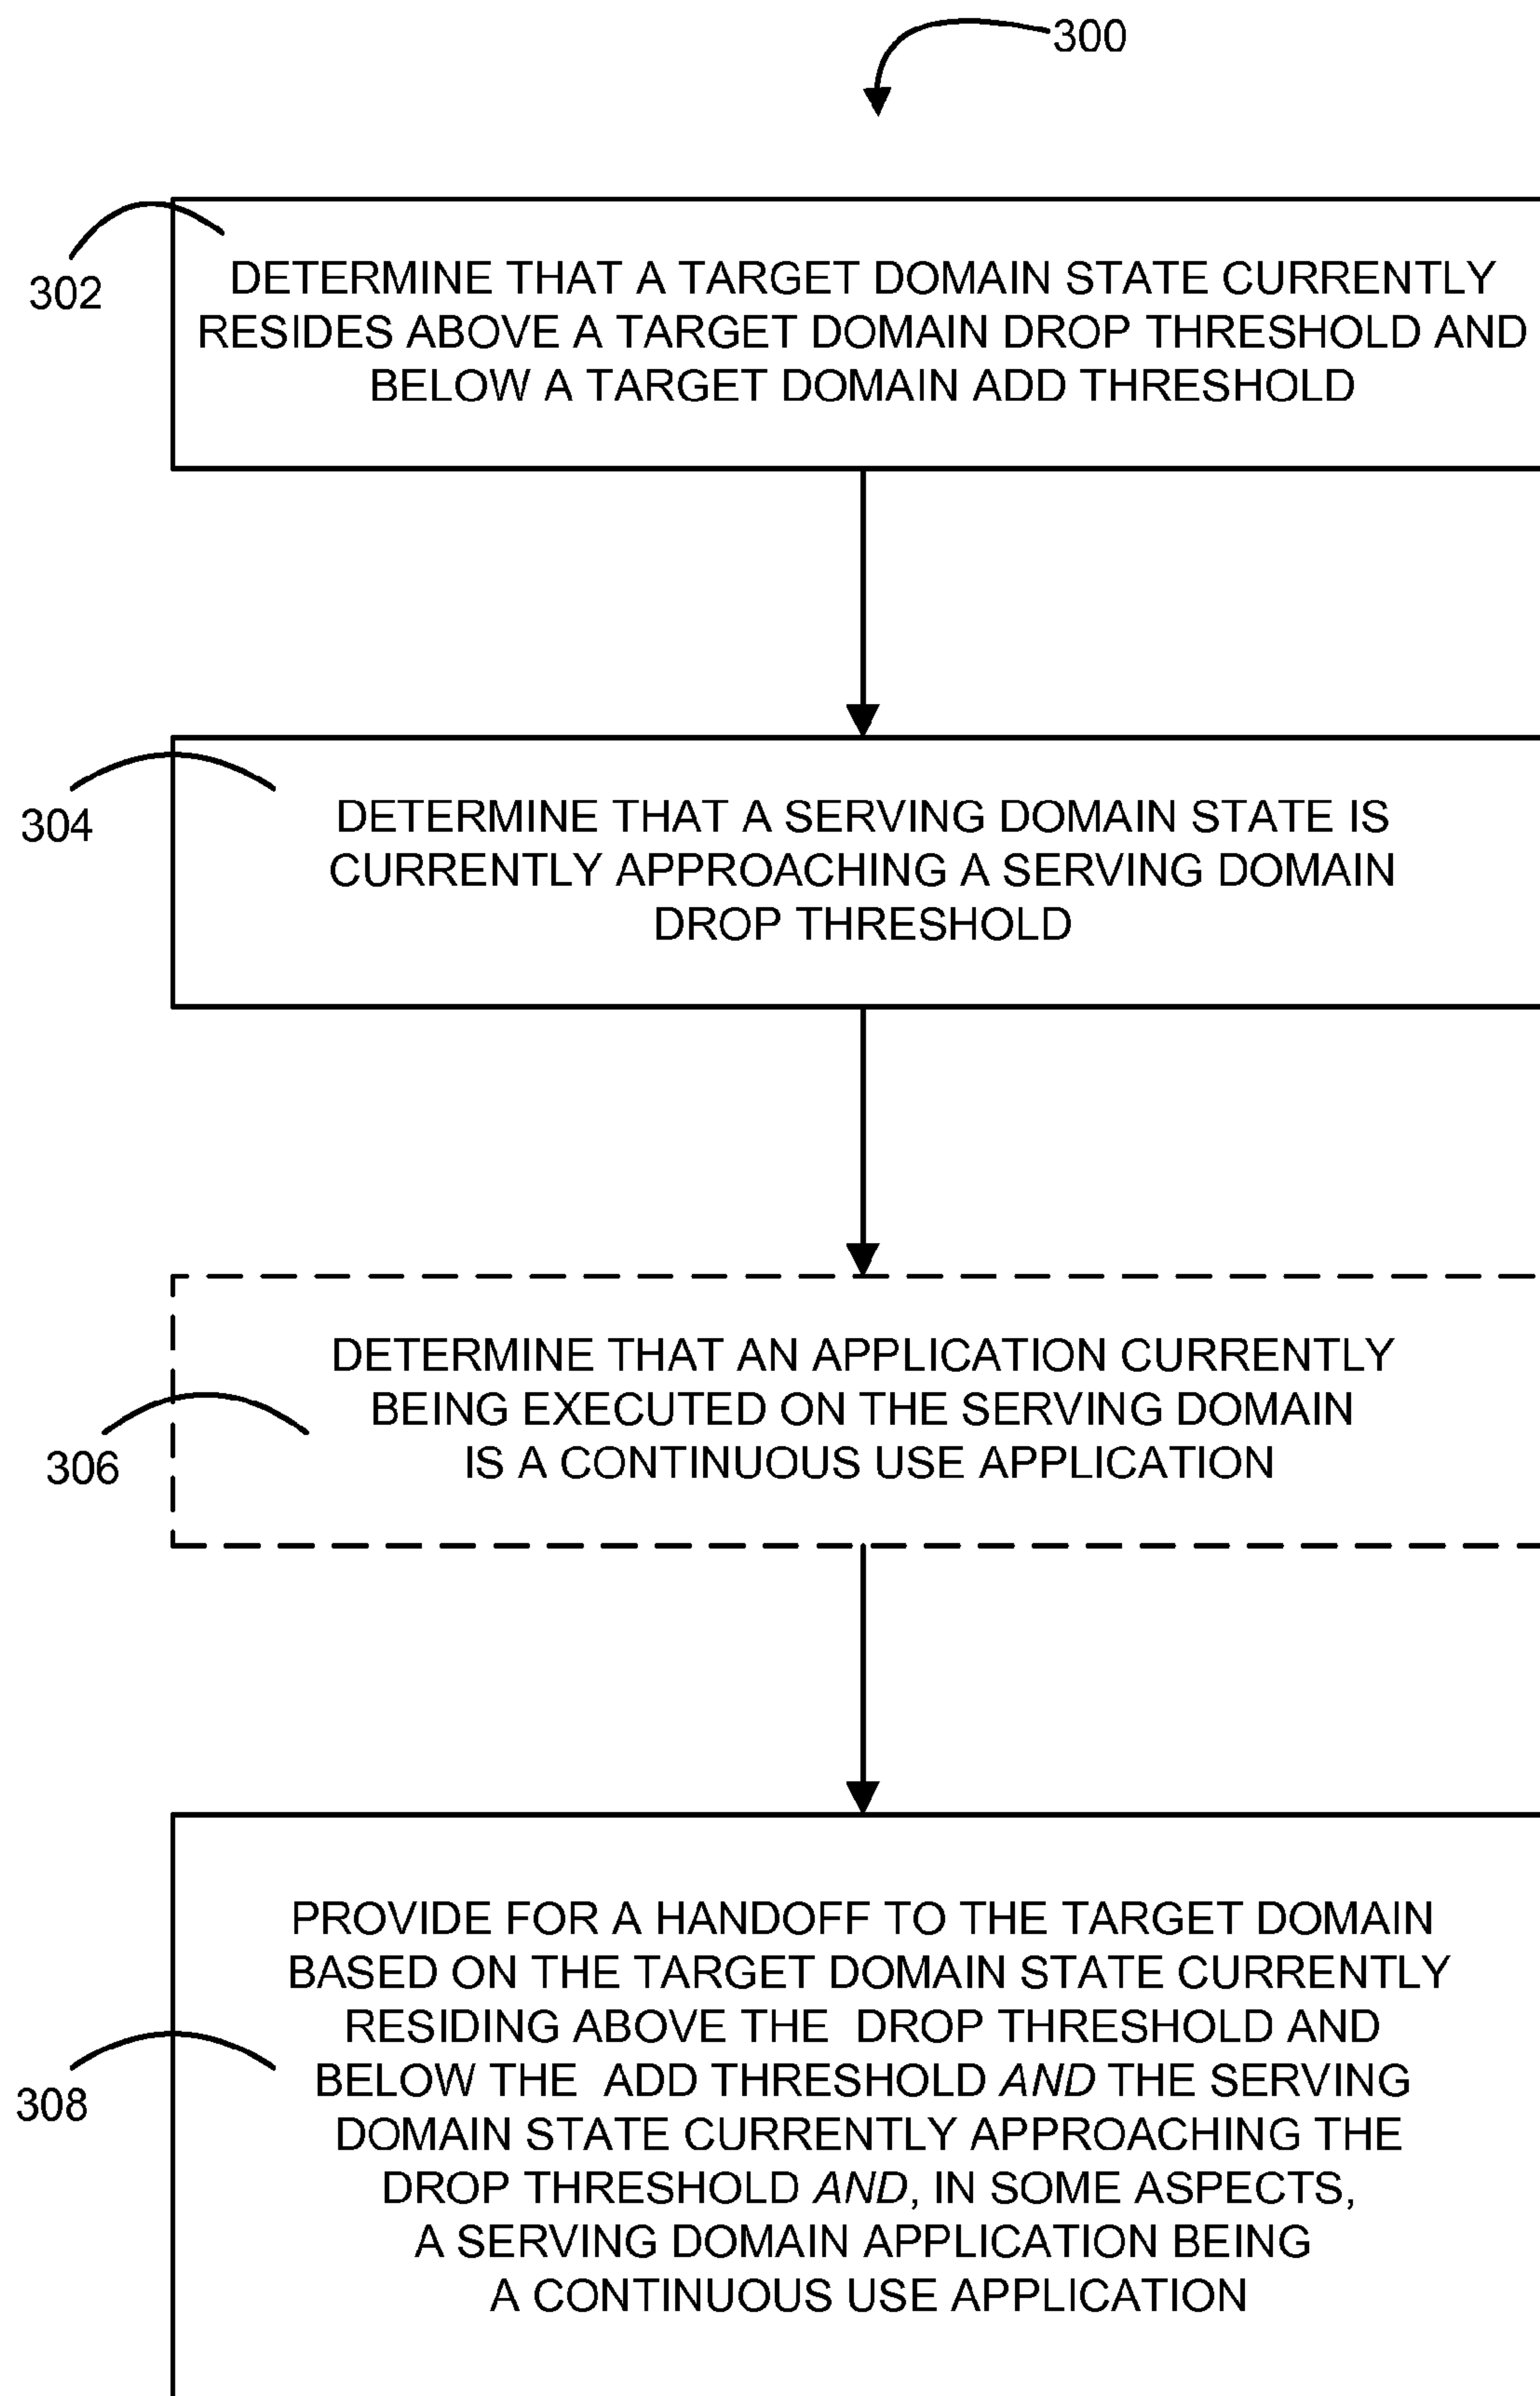 300
302
DETERMINE THAT A TARGET DOMAIN STATE CURRENTLY
RESIDES ABOVE A TARGET DOMAIN DROP THRESHOLD AND
BELOW A TARGET DOMAIN ADD THRESHOLD
304
DETERMINE THAT A SERVING DOMAIN STATE IS
CURRENTLY APPROACHING A SERVING DOMAIN
DROP THRESHOLD
306
DETERMINE THAT AN APPLICATION CURRENTLY
BEING EXECUTED ON THE SERVING DOMAIN
IS A CONTINUOUS USE APPLICATION
308
PROVIDE FOR A HANDOFF TO THE TARGET DOMAIN
BASED ON THE TARGET DOMAIN STATE CURRENTLY
RESIDING ABOVE THE DROP THRESHOLD AND
BELOW THE ADD THRESHOLD AND THE SERVING
DOMAIN STATE CURRENTLY APPROACHING THE
DROP THRESHOLD AND, IN SOME ASPECTS,
A SERVING DOMAIN APPLICATION BEING
A CONTINUOUS USE APPLICATION